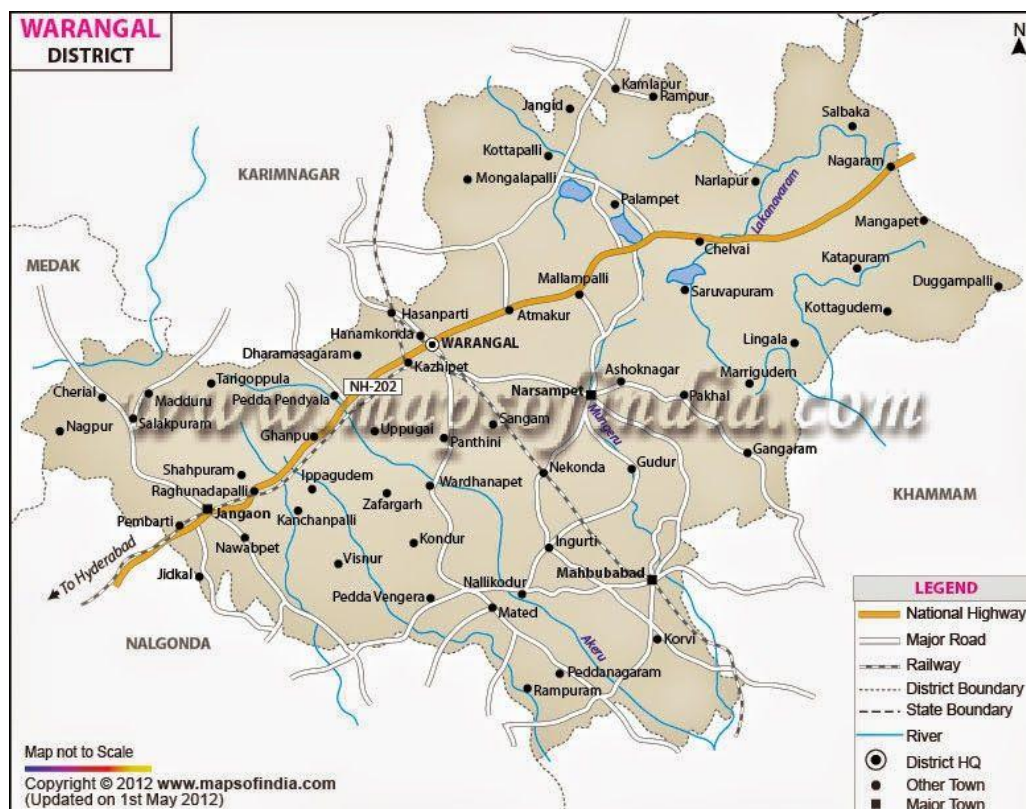 WARANGAL
DISTRICT
N
Kamlapur
Rampur
Jangid
Salbaka
Kottapalli
Nagaram
KARIMNAGAR
Mongalapalli
Narlapur
Palampet
Lakanavaram
Mangapet
Chelvai
MEDAK
Katapuram
Mallampalli
Saruvapuram
Duggampalli
Hasanparti
Atmakur
Kottagudem
Hanamkonda
WARANGAL
Lingala
Dharamasagaram
Kazhipet
Tarigoppula
NH-202
Ashoknagar
Marrigudem
Cherial
Madduru
Pedda Pendyala
Narsampet
Pakhal
www.mapsofindia.com
Salakpuram
Sangam
Mungeru
Nagpur
Ghanpur
Uppugai
Panthini
Gangaram
Shahpuram
Ippagudem
Nekonda
Gudur
Raghunadapalli
Wardhanapet
Zafargarh
KHAMMAM
Jangaon
Kanchanpalli
Pembarti
Nawabpet
Kondur
Ingurti
To Hyderabad
Visnur
Jidkal
Nallikodur
Mahbubabad
Pedda Vengera
Mated
NALGONDA
Akeru
Korvi
Peddanagaram
Rampuram
LEGEND
National Highway
Major Road
Railway
District Boundary
State Boundary
River
District HQ
Other Town
Major Town
Map not to Scale
Copyright © 2012 www.mapsofindia.com
(Updated on 1st May 2012)